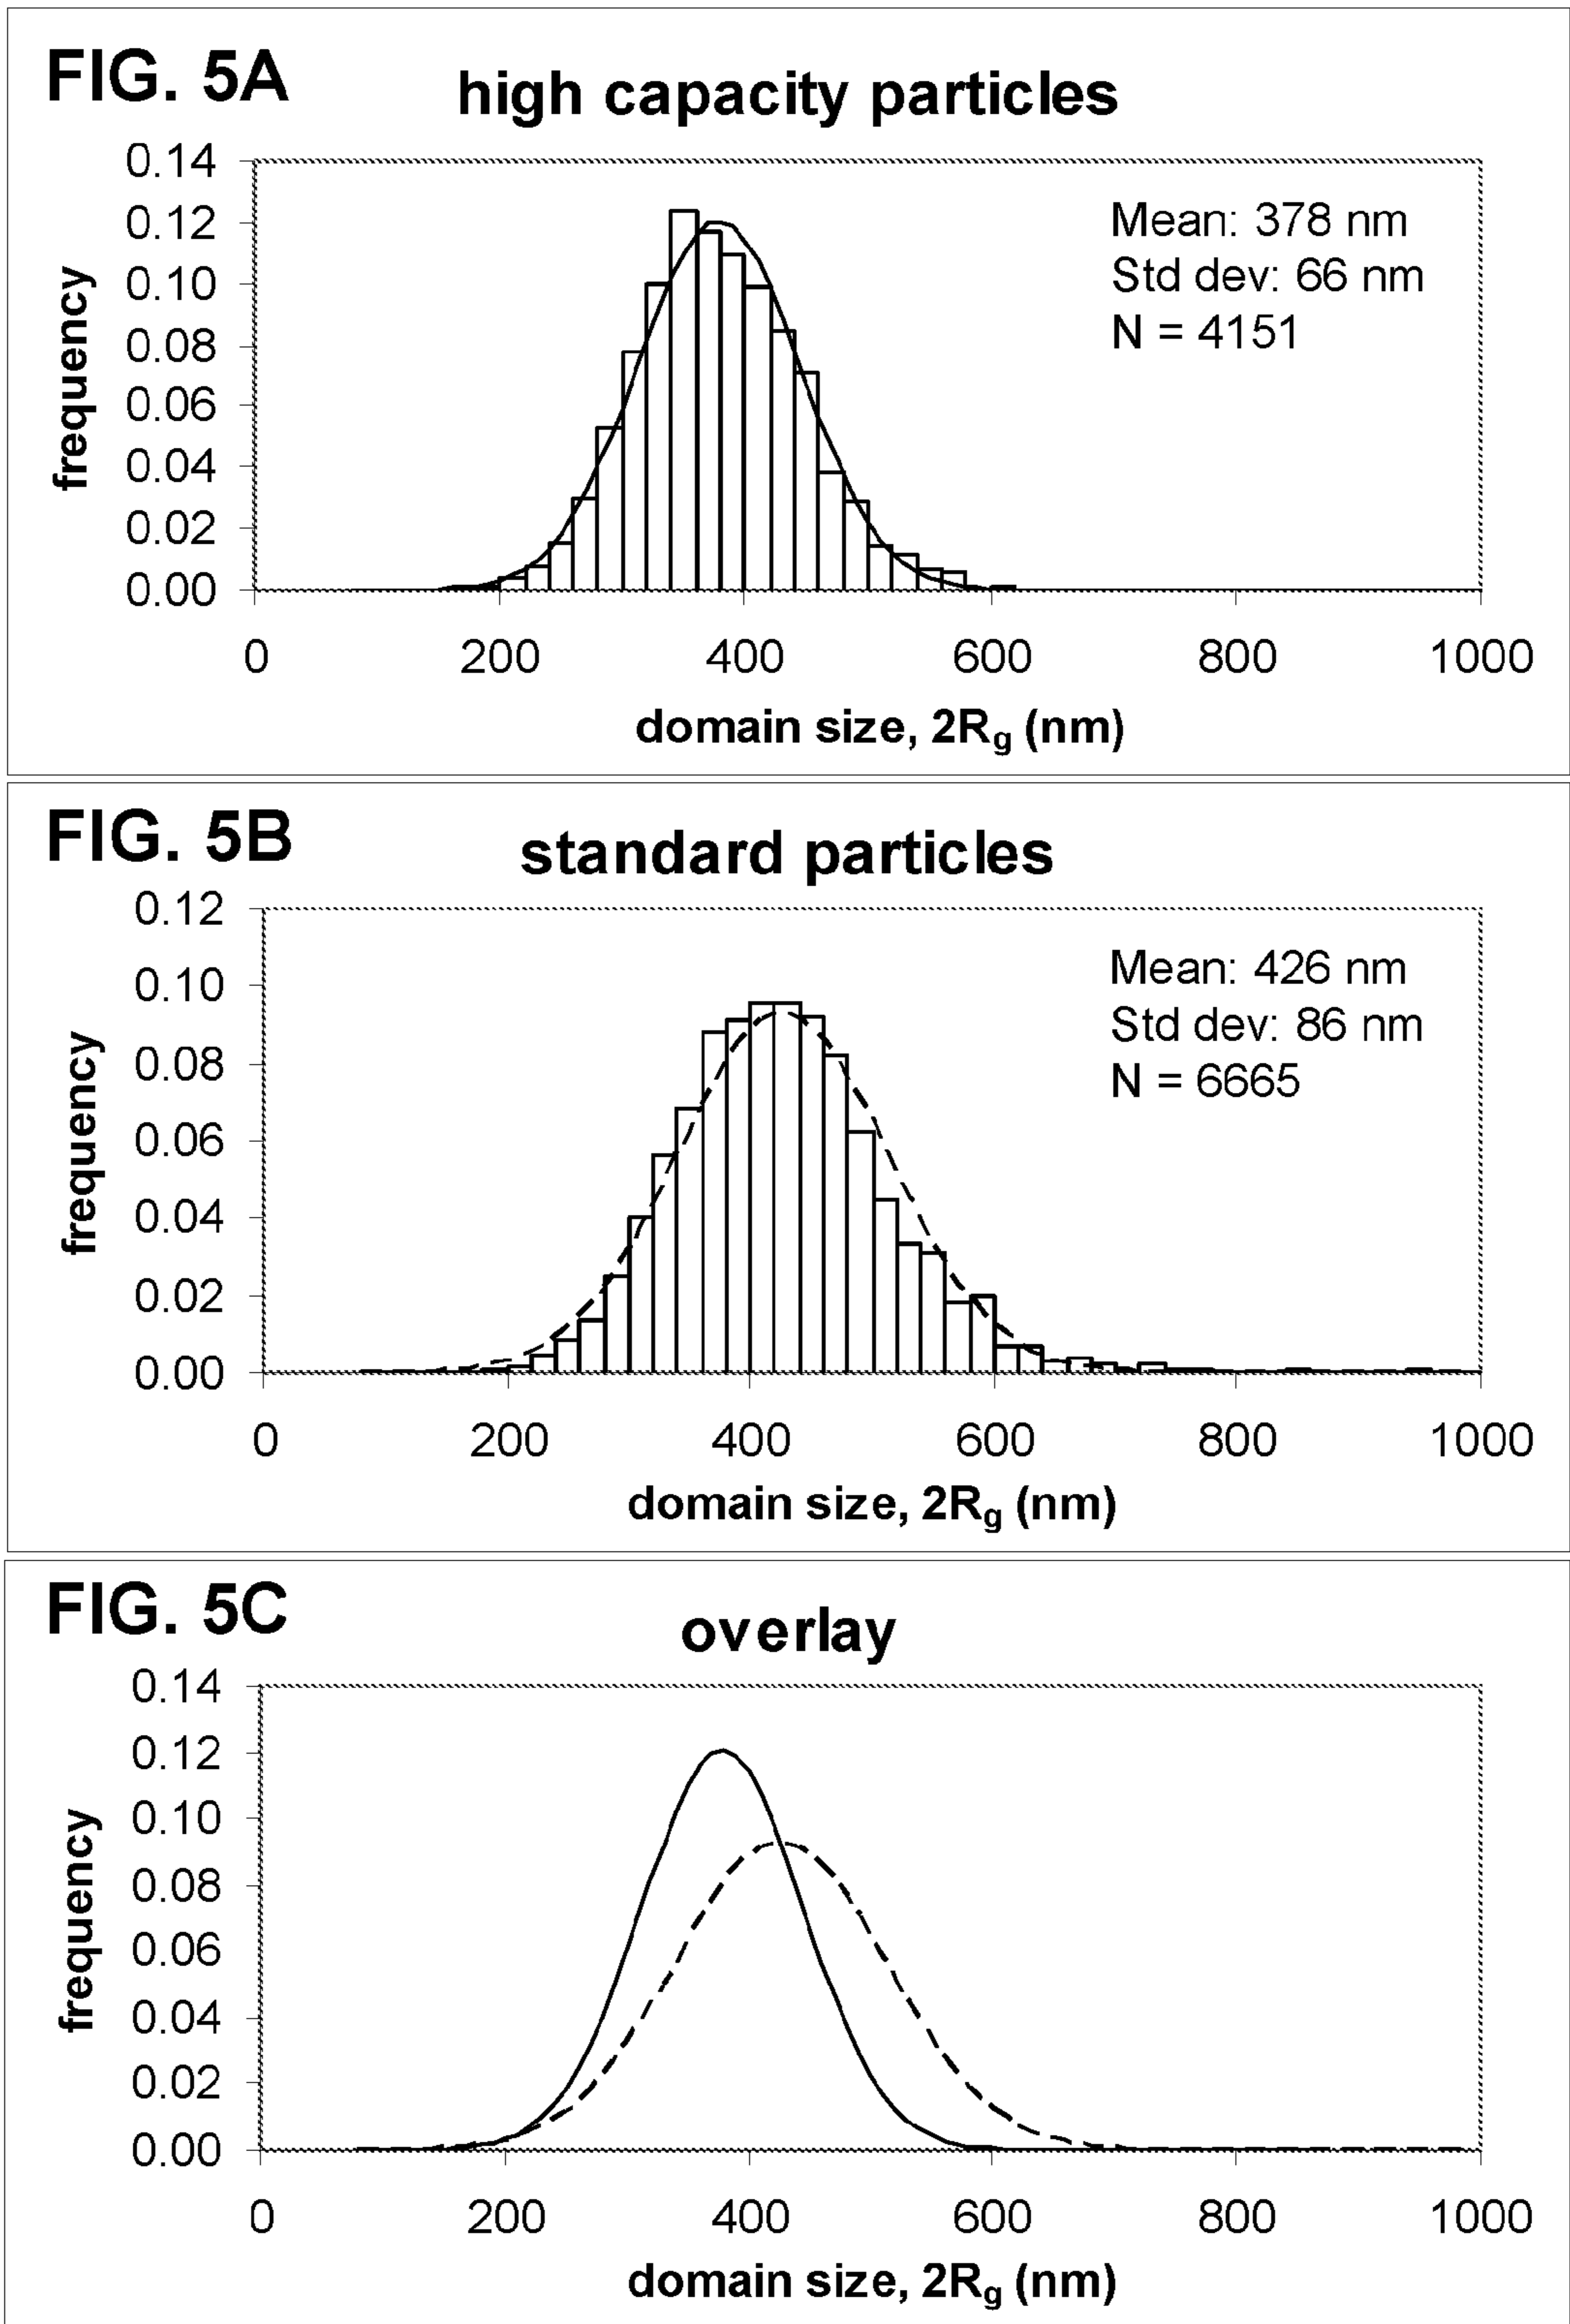 FIG. 5A
high capacity particles
0.14
0.12
0.10
0.08
0.06
0.04
0.02
0.00
frequency
Mean: 378 nm
Std dev: 66 nm
N = 4151
0 200 400 600 800 1000
domain size, 2Rg (nm)
FIG. 5B
standard particles
0.12
0.10
0.08
0.06
0.04
0.02
0.00
frequency
Mean: 426 nm
Std dev: 86 nm
N = 6665
0 200 400 600 800 1000
domain size, 2Rg (nm)
FIG. 5C
overlay
0.14
0.12
0.10
0.08
0.06
0.04
0.02
0.00
frequency
0 200 400 600 800 1000
domain size, 2Rg (nm)